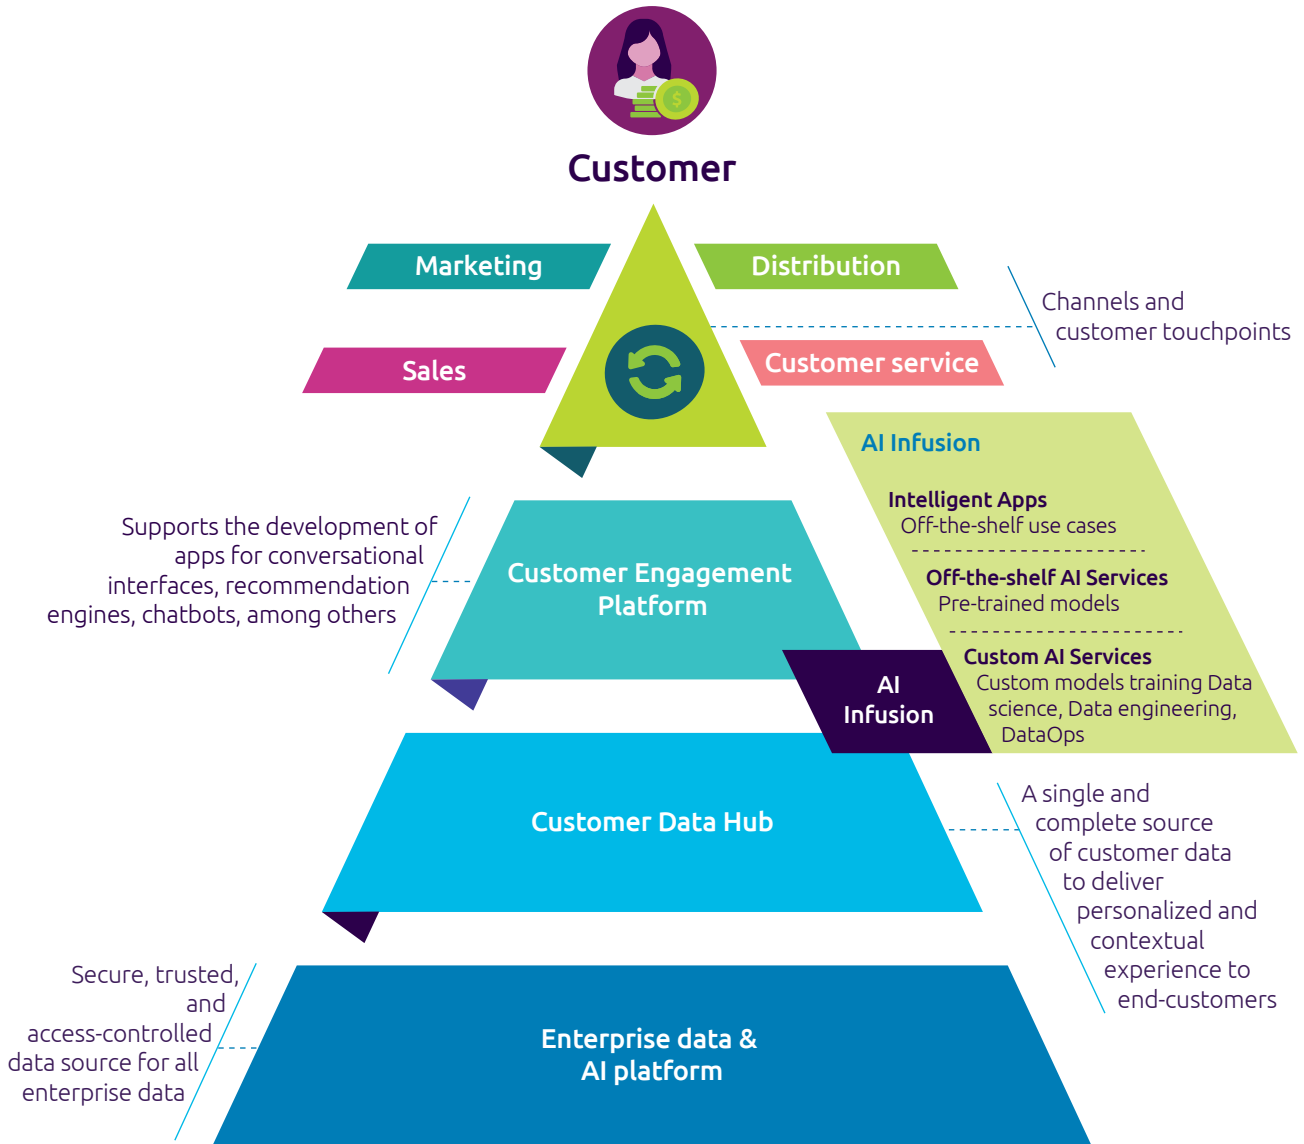 $
Customer
Marketing
Distribution
Channels and
customer touchpoints
Sales
Customer service
AI Infusion
Intelligent Apps
Off-the-shelf use cases
Off-the-shelf AI Services
Pre-trained models
Custom AI Services
Custom models training Data
science, Data engineering,
DataOps
Supports the development of
apps for conversational
interfaces, recommendation
engines, chatbots, among others
Customer Engagement
Platform
AI
Infusion
Customer Data Hub
A single and
complete source
of customer data
to deliver
personalized and
contextual
experience to
end-customers
Secure, trusted,
and
access-controlled
data source for all
enterprise data
Enterprise data &
AI platform